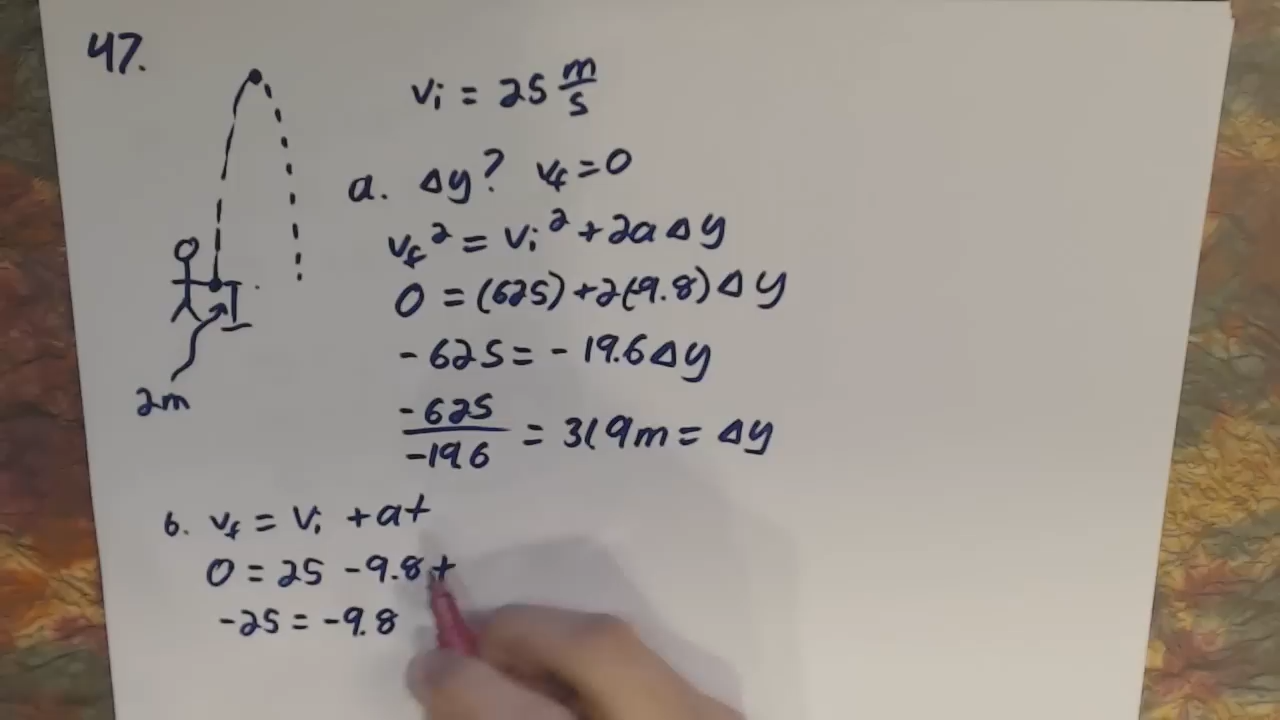 47.
vi = 25 m/s
a. Δy? vf = 0
vf² = vi² + 2aΔy
0 = (625) + 2(-9.8)Δy
-625 = -19.6Δy
-625/-19.6 = 31.9m = Δy
2m
b. vf = vi + at
0 = 25 - 9.8t
-25 = -9.8